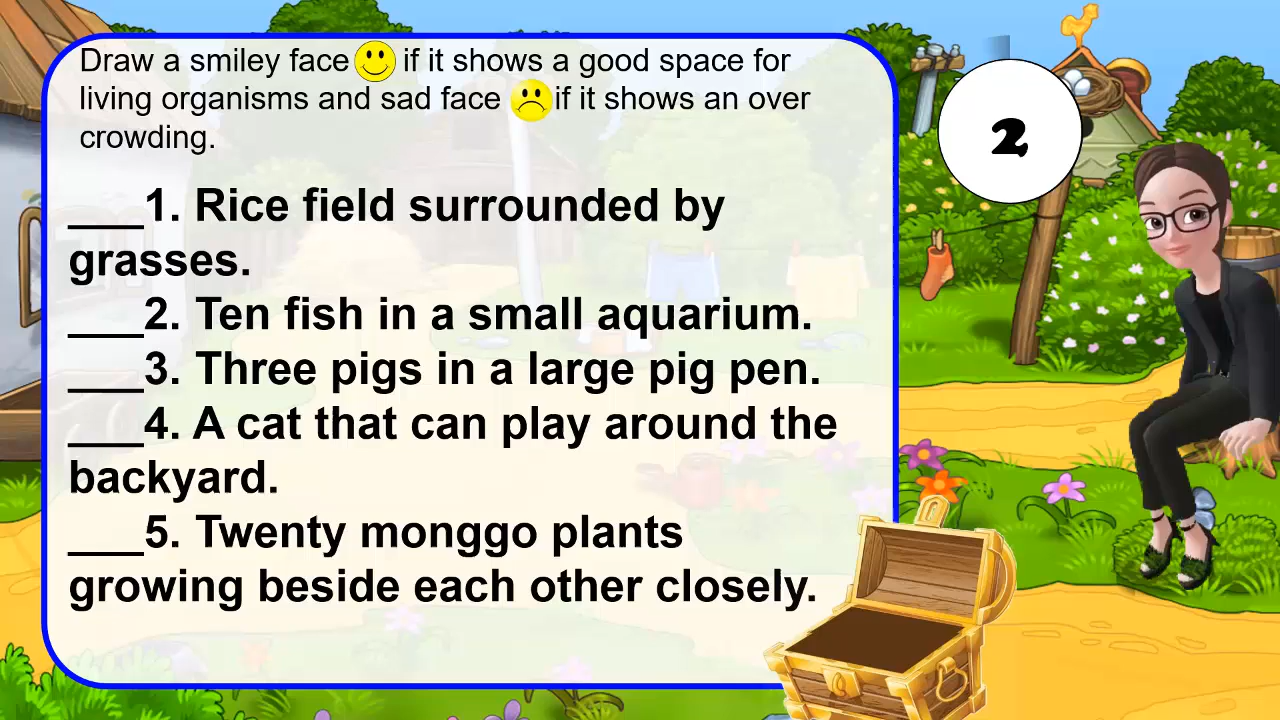 Draw a smiley face if it shows a good space for
living organisms and sad face if it shows an over
crowding.
2
___1. Rice field surrounded by
grasses.
___2. Ten fish in a small aquarium.
___3. Three pigs in a large pig pen.
___4. A cat that can play around the
backyard.
___5. Twenty monggo plants
growing beside each other closely.